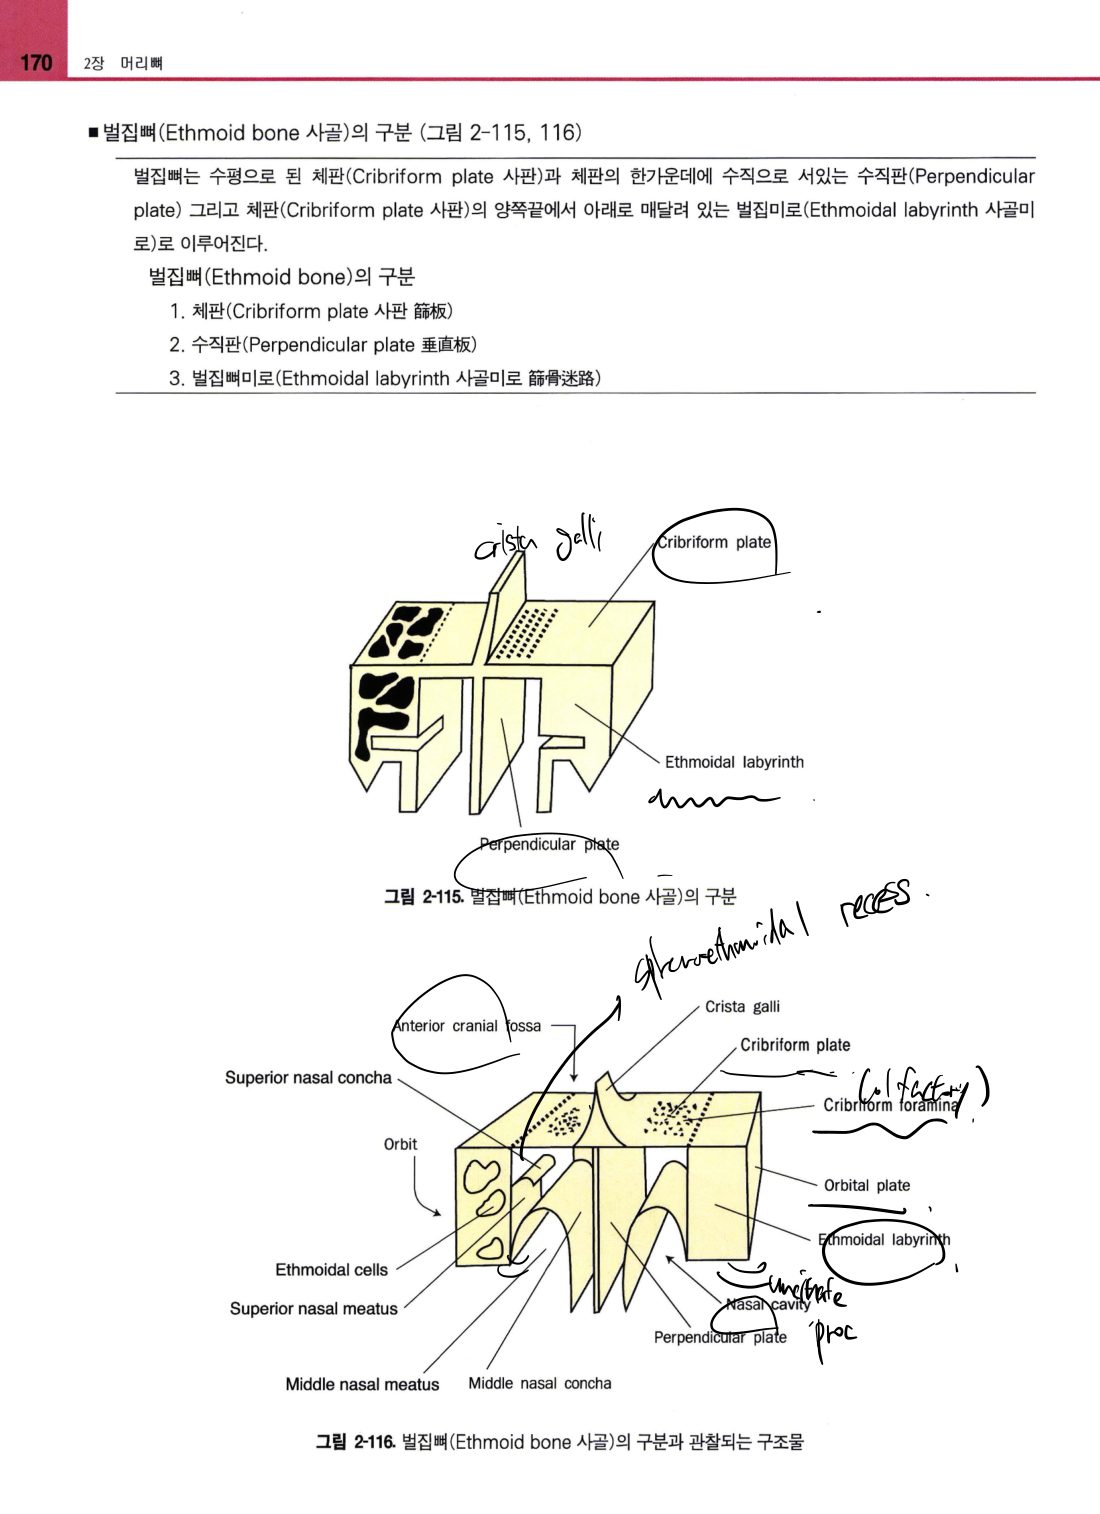 170 2장 머리뼈
■ 벌집뼈(Ethmoid bone 사골)의 구분 (그림 2-115, 116)
벌집뼈는 수평으로 된 체판(Cribriform plate 사판)과 체판의 한가운데에 수직으로 서있는 수직판(Perpendicular
plate) 그리고 체판(Cribriform plate 사판)의 양쪽끝에서 아래로 매달려 있는 벌집미로(Ethmoidal labyrinth 사골미
로)로 이루어진다.
벌집뼈(Ethmoid bone)의 구분
1. 체판(Cribriform plate 사판 篩板)
2. 수직판(Perpendicular plate 垂直板)
3. 벌집뼈미로(Ethmoidal labyrinth 사골미로 篩骨迷路)
crista galli
Cribriform plate
Ethmoidal labyrinth
Perpendicular plate
그림 2-115. 벌집뼈(Ethmoid bone 사골)의 구분
sphenoethmoidal recess.
Crista galli
Anterior cranial fossa
Cribriform plate
Superior nasal concha
(olfactory)
Cribriform foramina
Orbit
Orbital plate
Ethmoidal labyrinth
Ethmoidal cells
uncinate
Nasal cavity
Superior nasal meatus
proc
Perpendicular plate
Middle nasal meatus
Middle nasal concha
그림 2-116. 벌집뼈(Ethmoid bone 사골)의 구분과 관찰되는 구조물